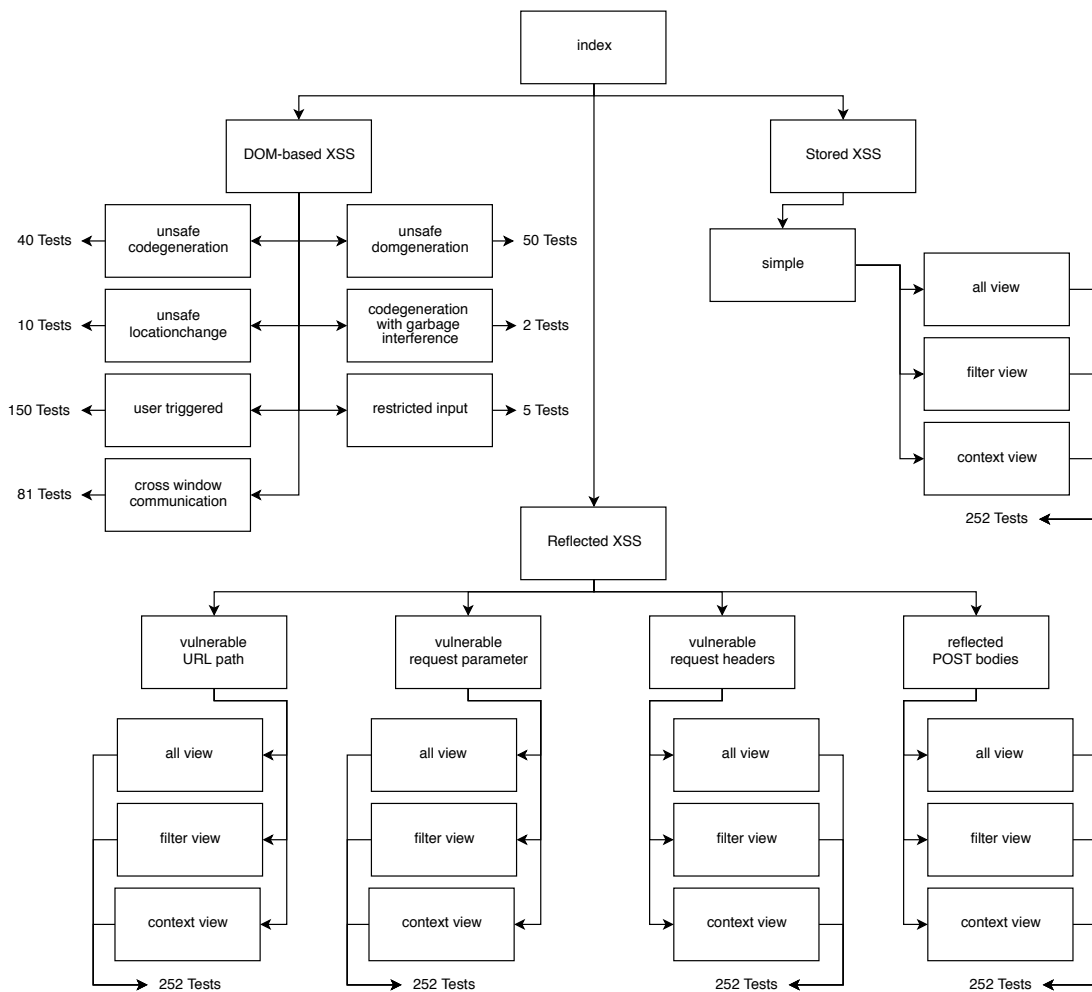 index
DOM-based XSS
Stored XSS
40 Tests
unsafe
codegeneration
unsafe
domgeneration
50 Tests
simple
all view
10 Tests
unsafe
locationchange
codegeneration
with garbage
interference
2 Tests
filter view
150 Tests
user triggered
restricted input
5 Tests
context view
81 Tests
cross window
communication
252 Tests
Reflected XSS
vulnerable
URL path
vulnerable
request parameter
vulnerable
request headers
reflected
POST bodies
all view
all view
all view
all view
filter view
filter view
filter view
filter view
context view
context view
context view
context view
252 Tests
252 Tests
252 Tests
252 Tests